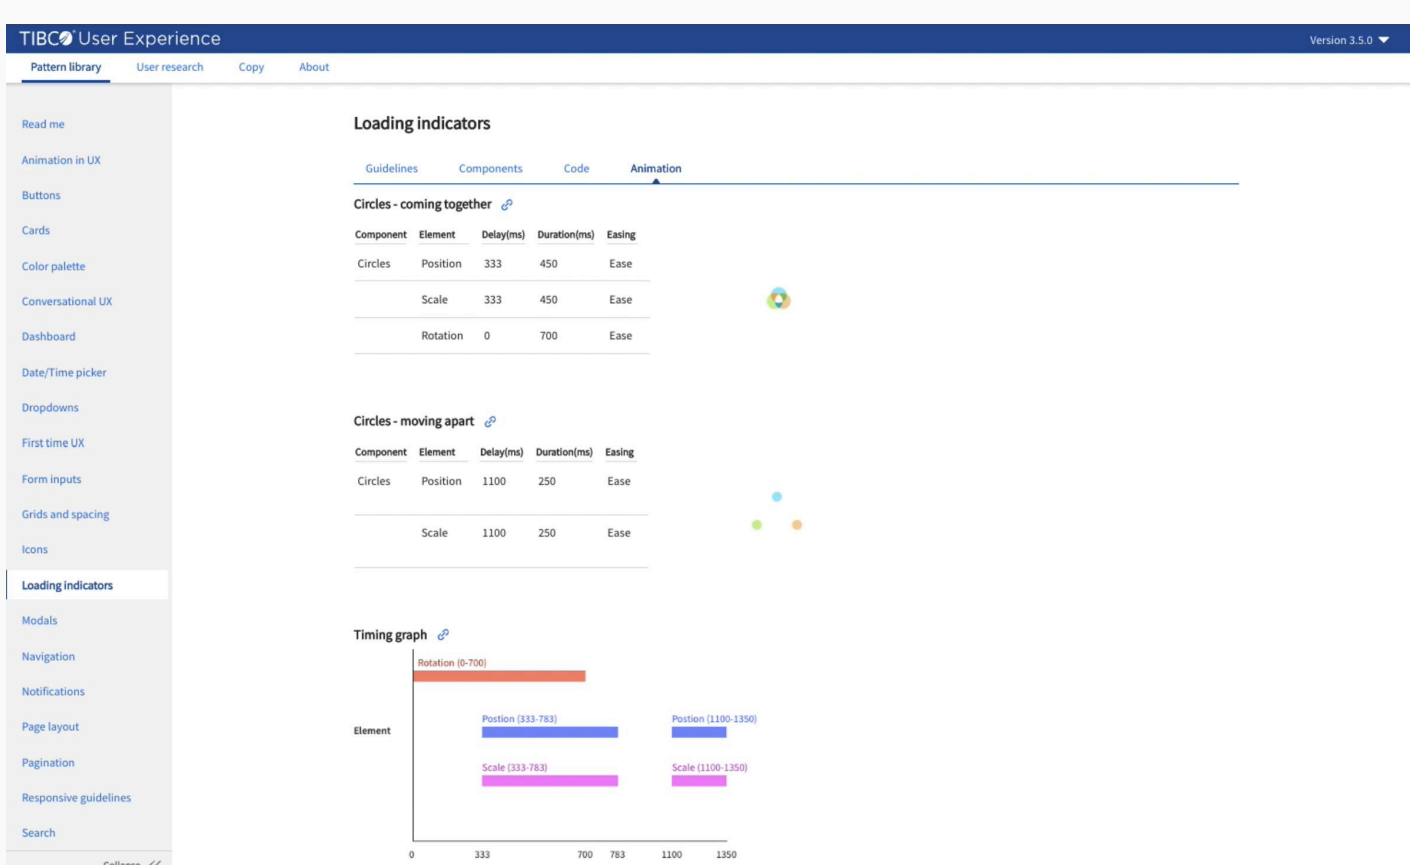 TIBCO User Experience
Version 3.5.0
Pattern library User research Copy About
Read me
Animation in UX
Buttons
Cards
Color palette
Conversational UX
Dashboard
Date/Time picker
Dropdowns
First time UX
Form inputs
Grids and spacing
Icons
Loading indicators
Modals
Navigation
Notifications
Page layout
Pagination
Responsive guidelines
Search
Collapse
Loading indicators
Guidelines Components Code Animation
Circles - coming together
Component Element Delay(ms) Duration(ms) Easing
Circles Position 333 450 Ease
Scale 333 450 Ease
Rotation 0 700 Ease
Circles - moving apart
Component Element Delay(ms) Duration(ms) Easing
Circles Position 1100 250 Ease
Scale 1100 250 Ease
Timing graph
Rotation (0-700)
Postion (333-783) Postion (1100-1350)
Element
Scale (333-783) Scale (1100-1350)
0 333 700 783 1100 1350